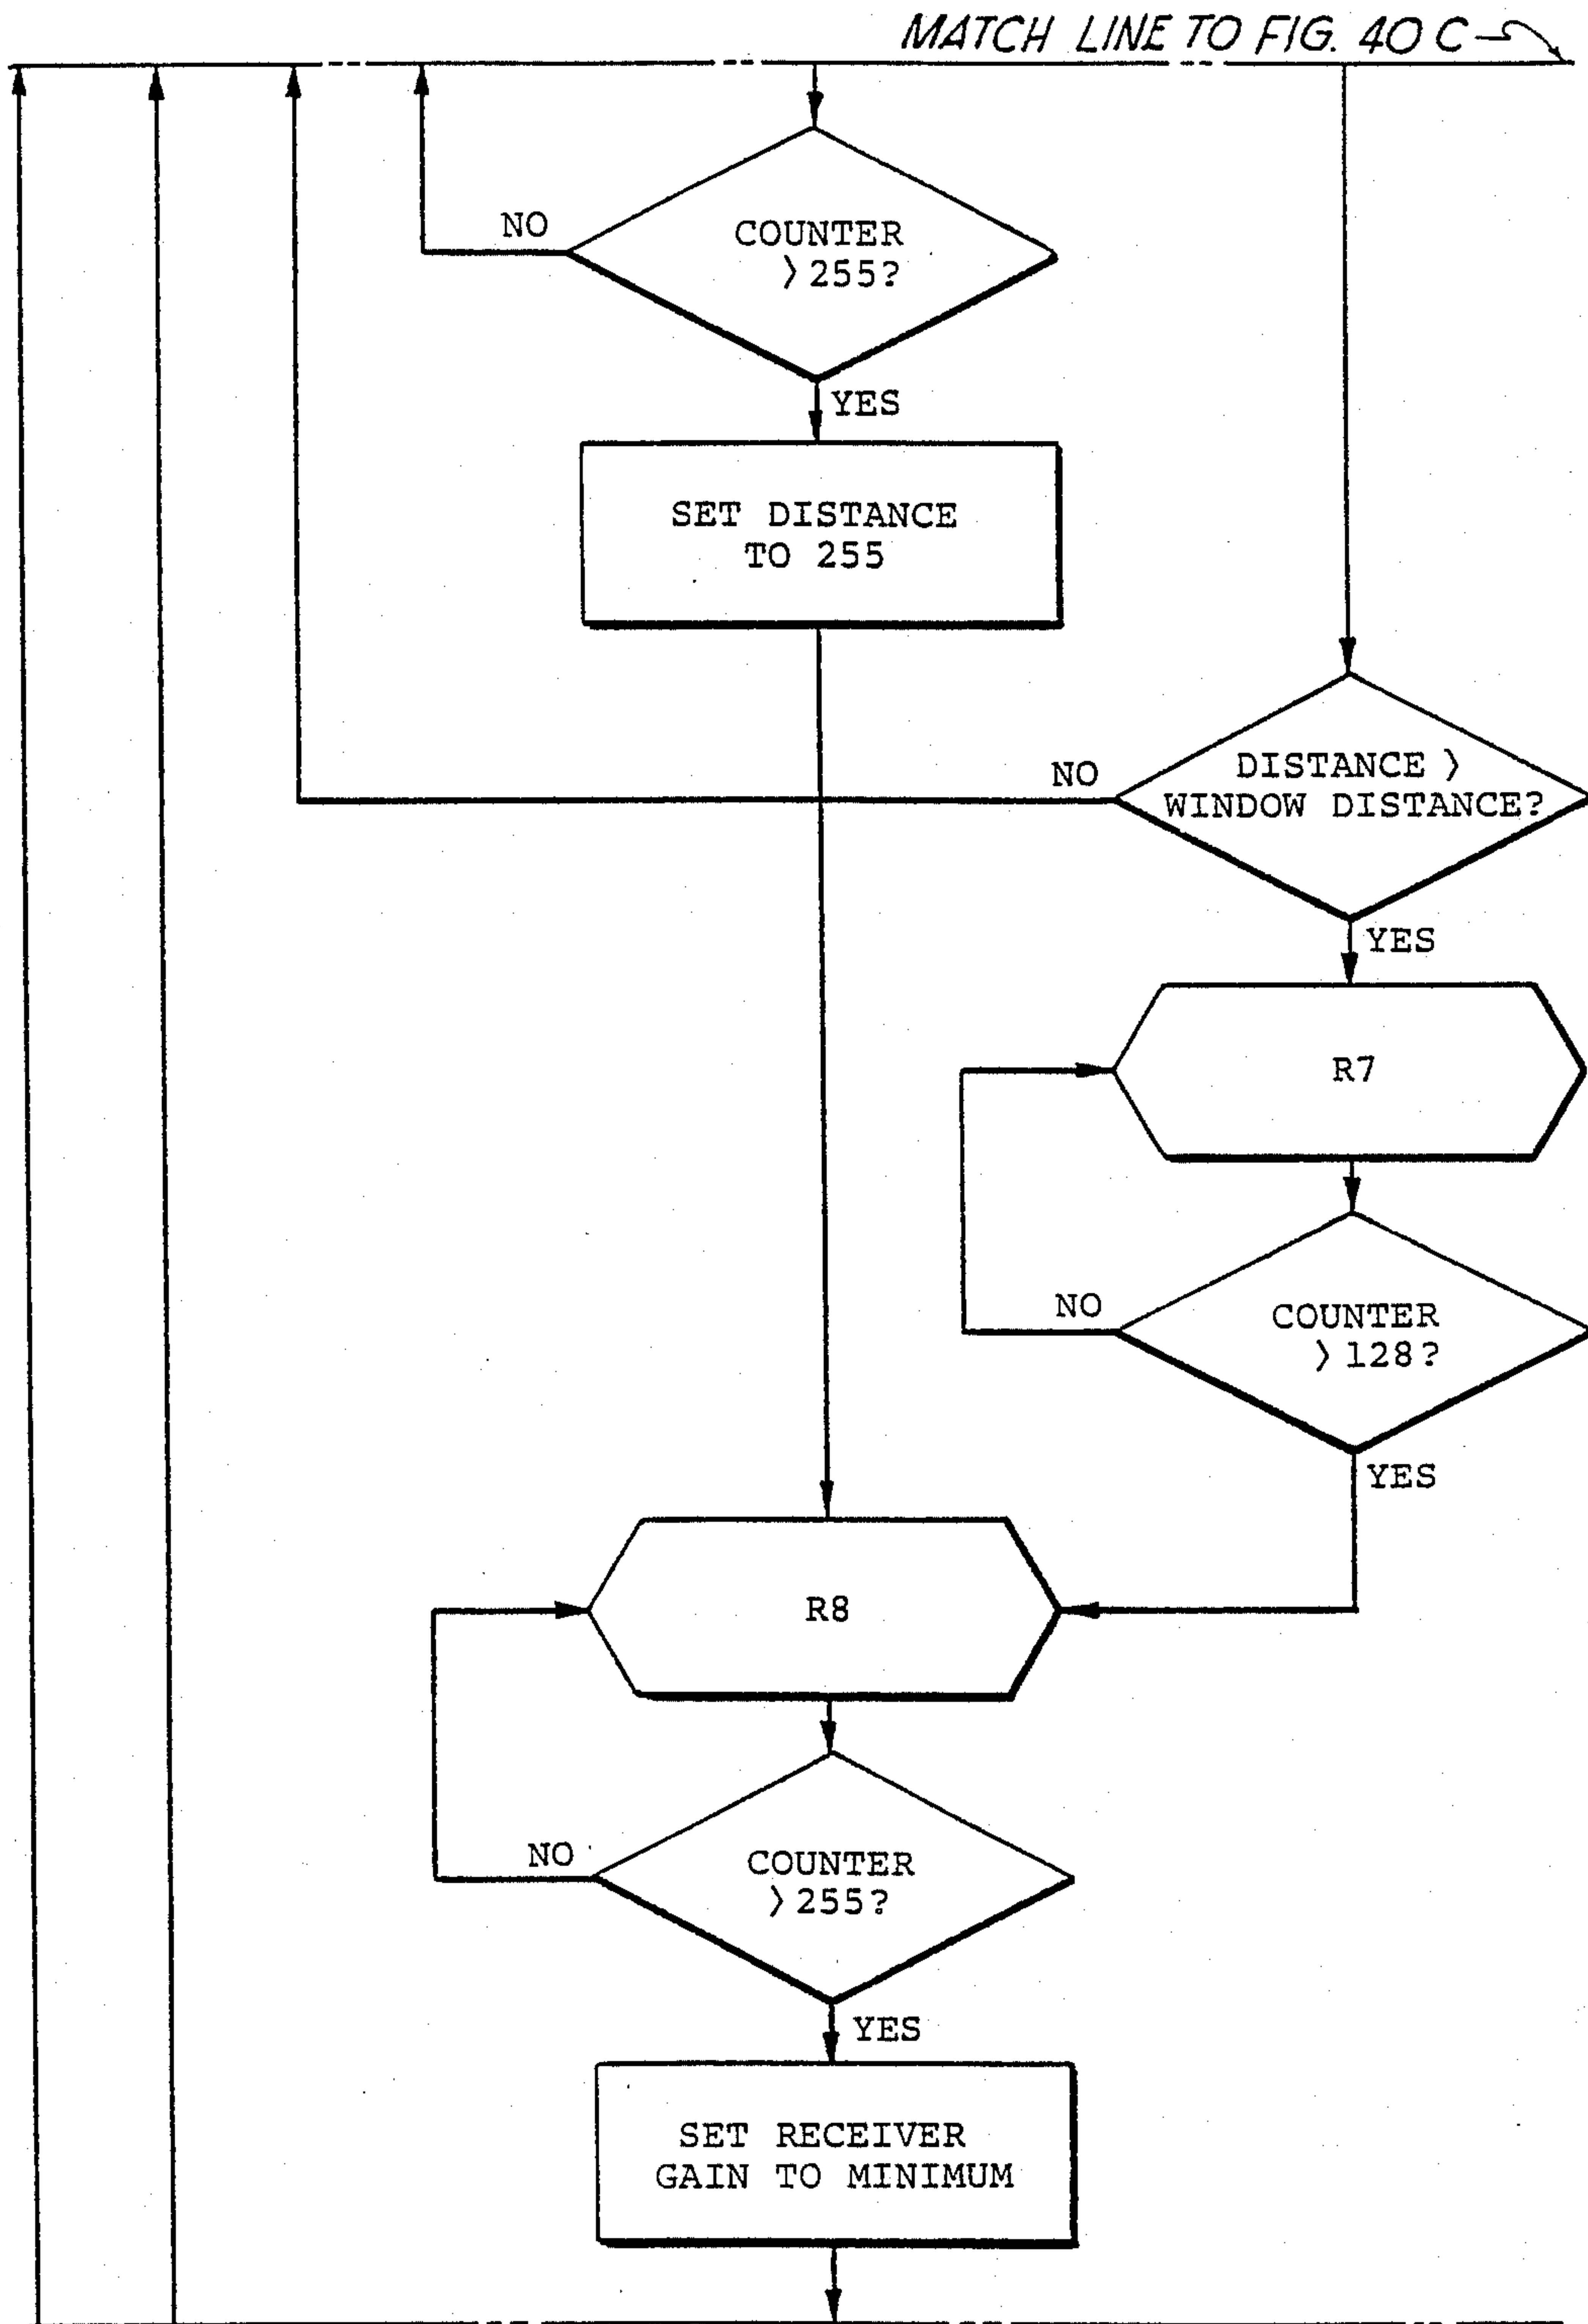 MATCH LINE TO FIG. 40 C
NO
COUNTER
> 255?
YES
SET DISTANCE
TO 255
NO
DISTANCE >
WINDOW DISTANCE?
YES
R7
NO
COUNTER
> 128?
YES
R8
NO
COUNTER
> 255?
YES
SET RECEIVER
GAIN TO MINIMUM